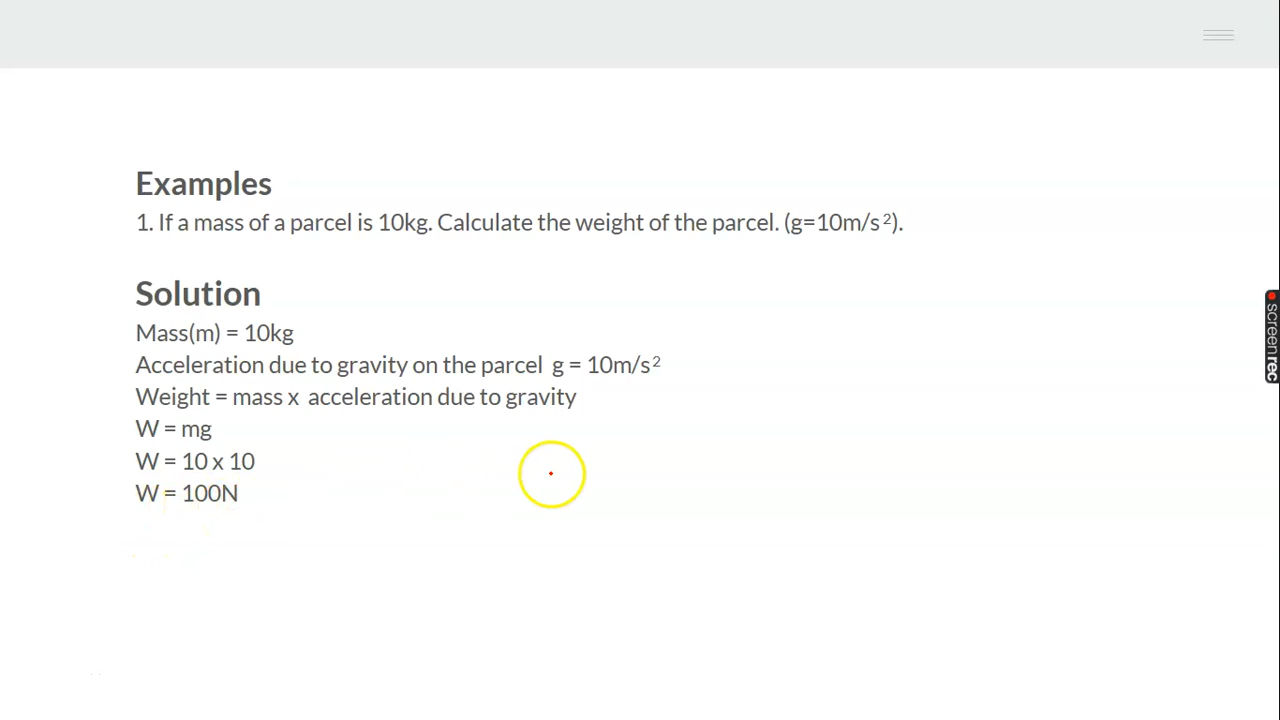 Examples
1. If a mass of a parcel is 10kg. Calculate the weight of the parcel. (g=10m/s²).
Solution
Mass(m) = 10kg
Acceleration due to gravity on the parcel g = 10m/s²
Weight = mass x acceleration due to gravity
W = mg
W = 10 x 10
W = 100N
screenrec